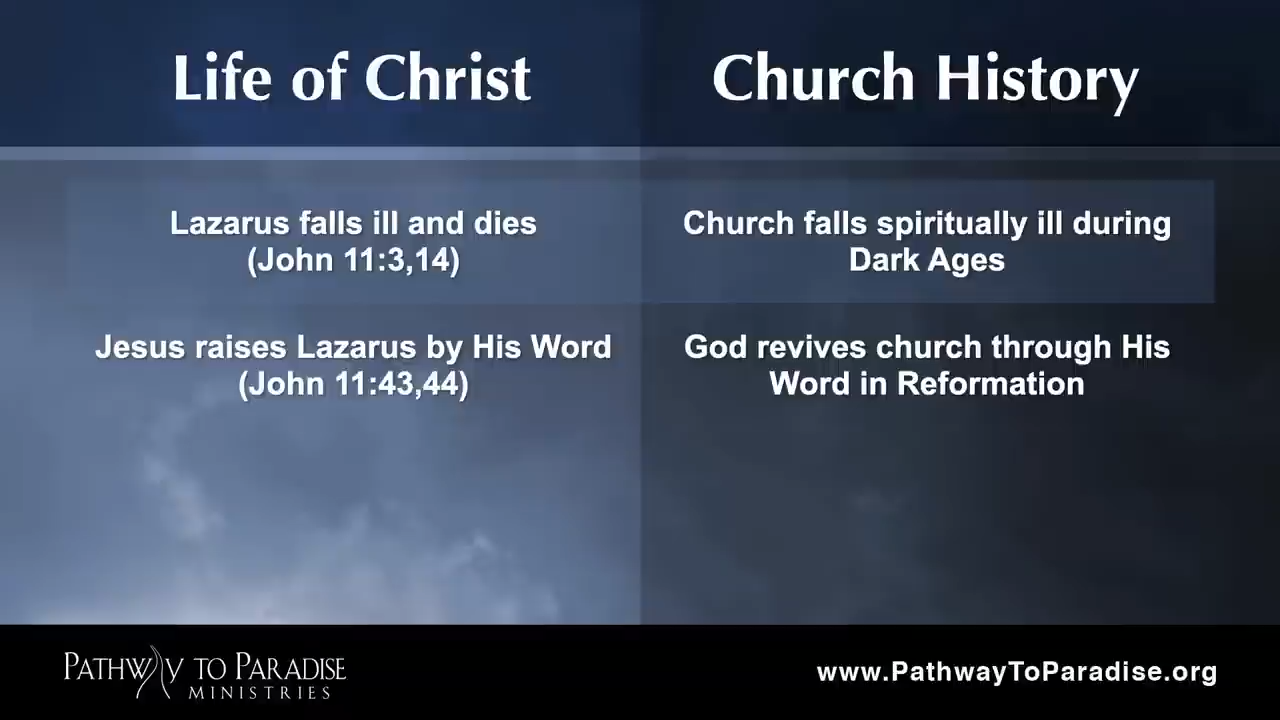 Life of Christ
Church History
Lazarus falls ill and dies
(John 11:3,14)
Church falls spiritually ill during
Dark Ages
Jesus raises Lazarus by His Word
(John 11:43,44)
God revives church through His
Word in Reformation
PATHWAY TO PARADISE
MINISTRIES
www.PathwayToParadise.org